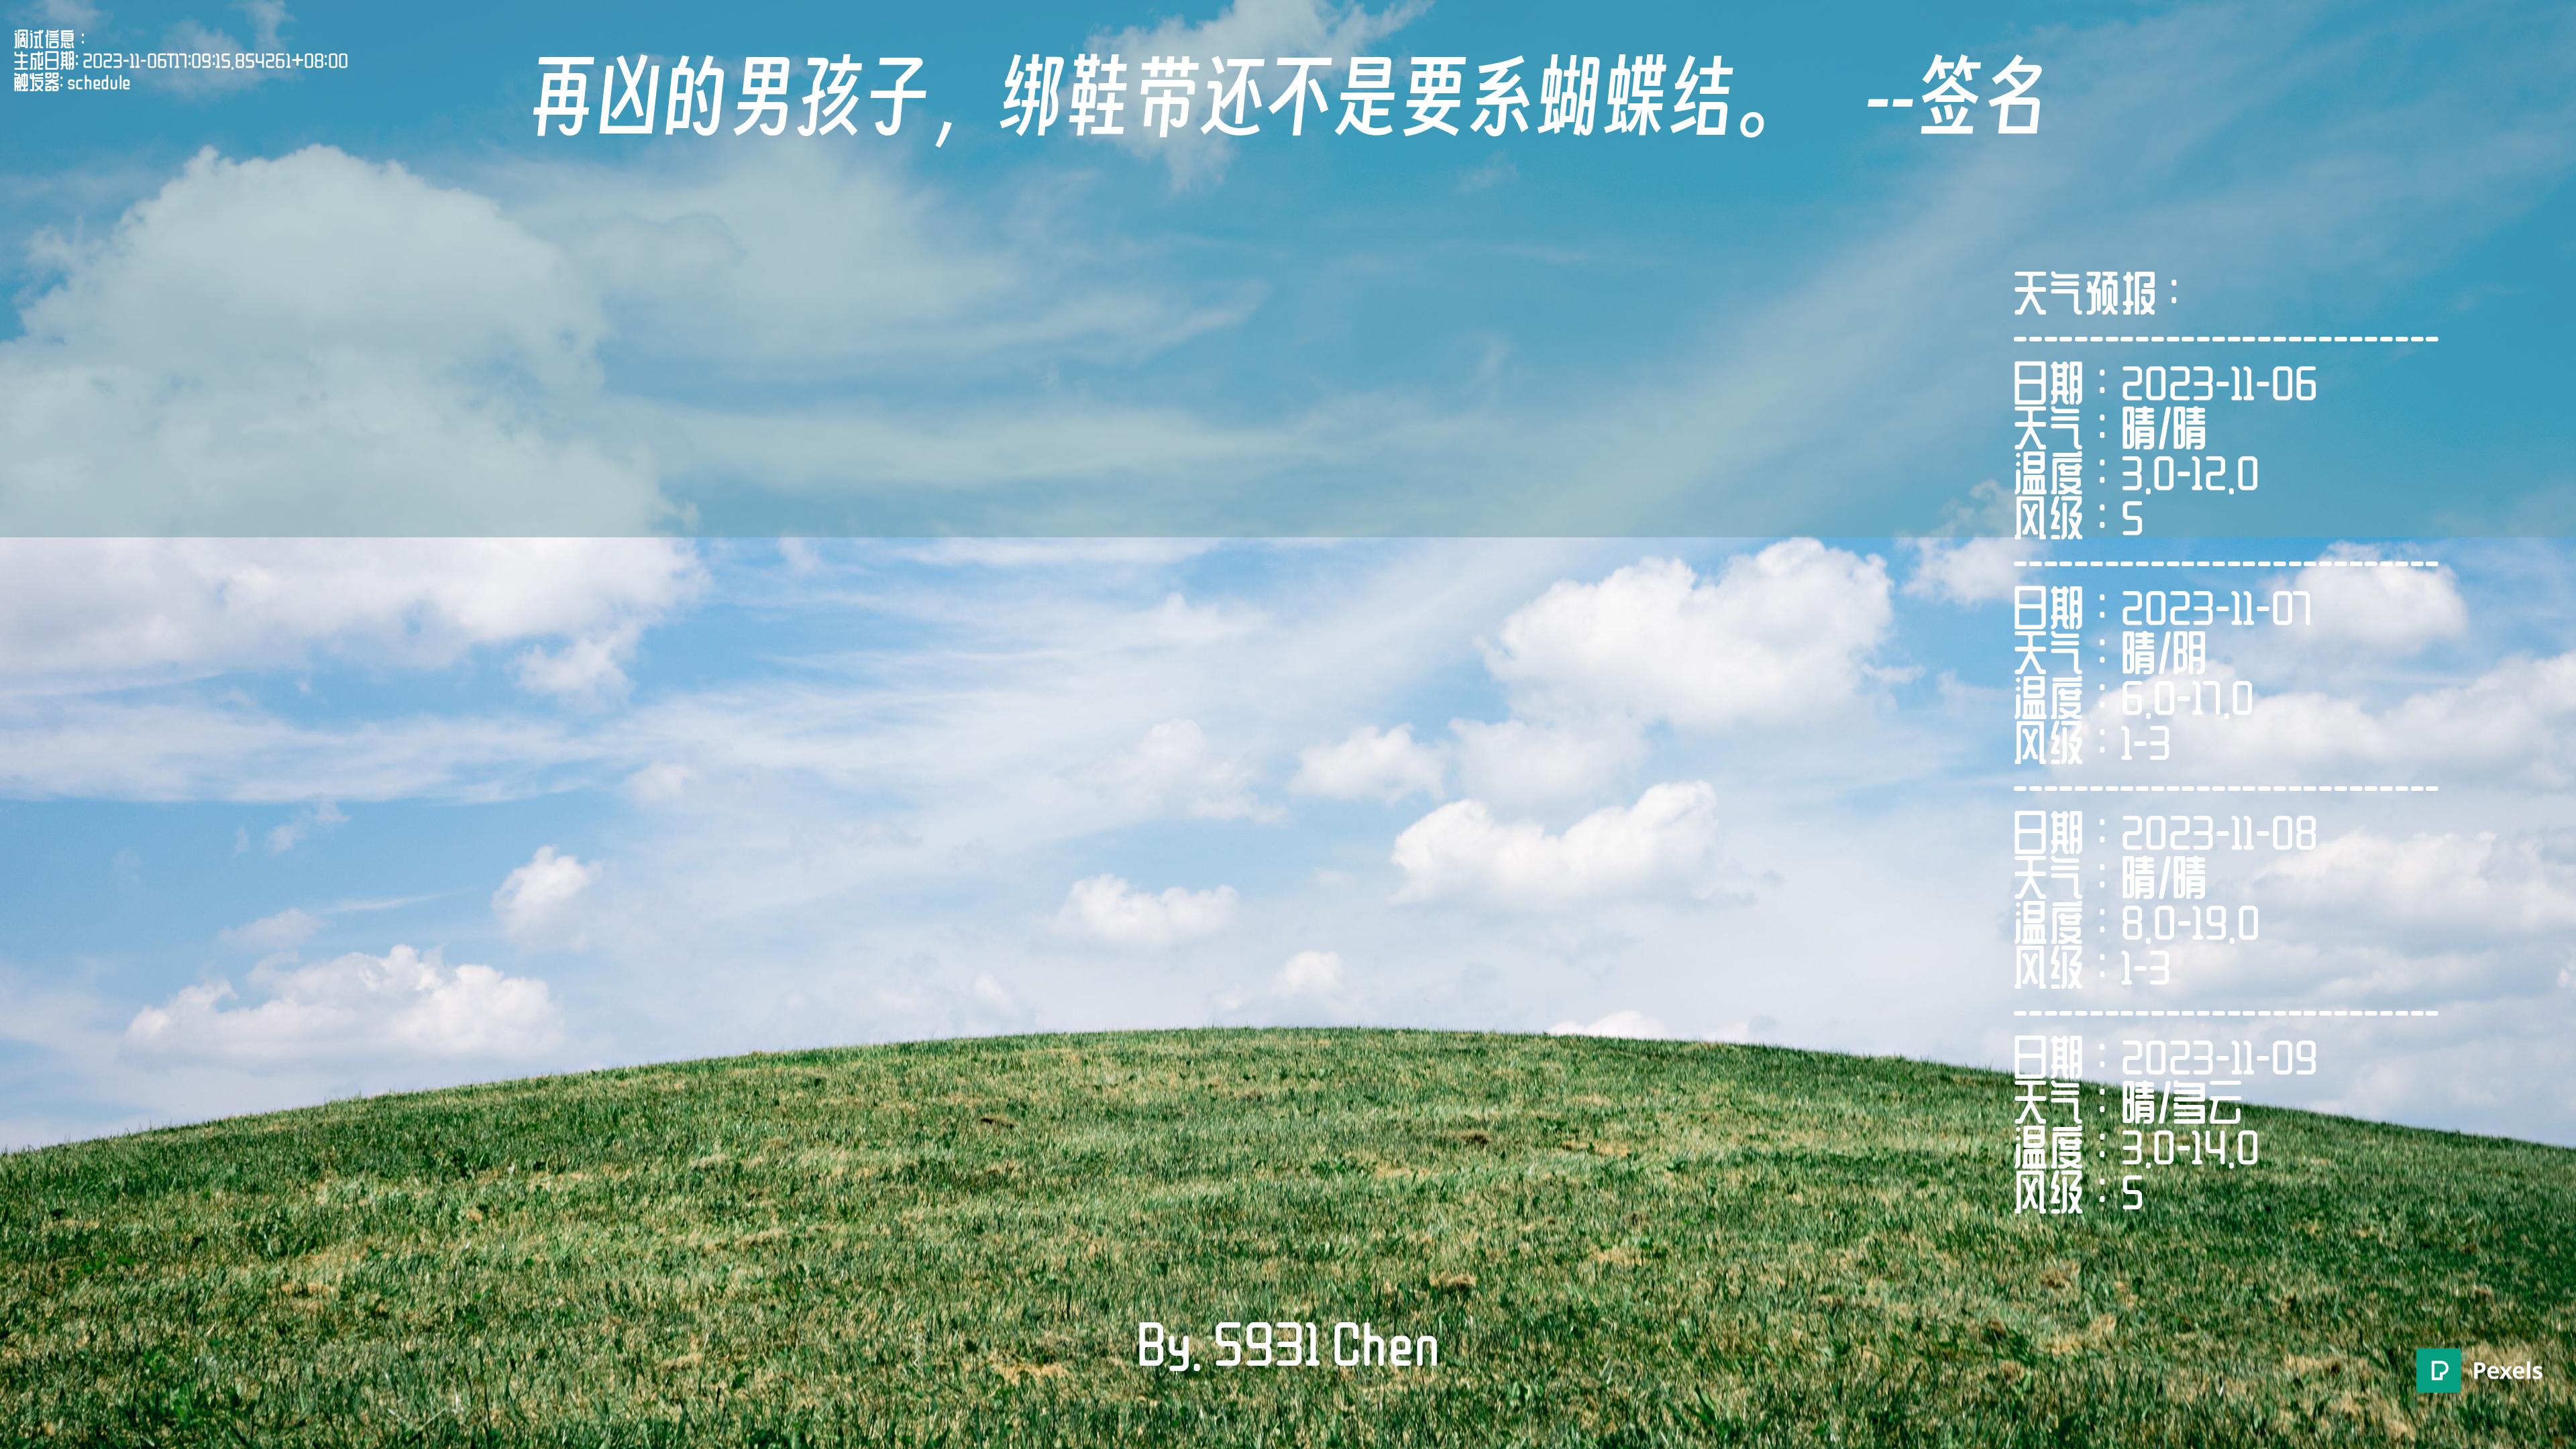 调试信息：
生成日期: 2023-11-06T17:09:15.854261+08:00
触发器: schedule
再凶的男孩子，绑鞋带还不是要系蝴蝶结。 --签名
天气预报：
----------------------------
日期：2023-11-06
天气：晴/晴
温度：3.0-12.0
风级：5
----------------------------
日期：2023-11-07
天气：晴/阴
温度：6.0-17.0
风级：1-3
----------------------------
日期：2023-11-08
天气：晴/晴
温度：8.0-19.0
风级：1-3
----------------------------
日期：2023-11-09
天气：晴/多云
温度：3.0-14.0
风级：5
By. 5931 Chen
Pexels